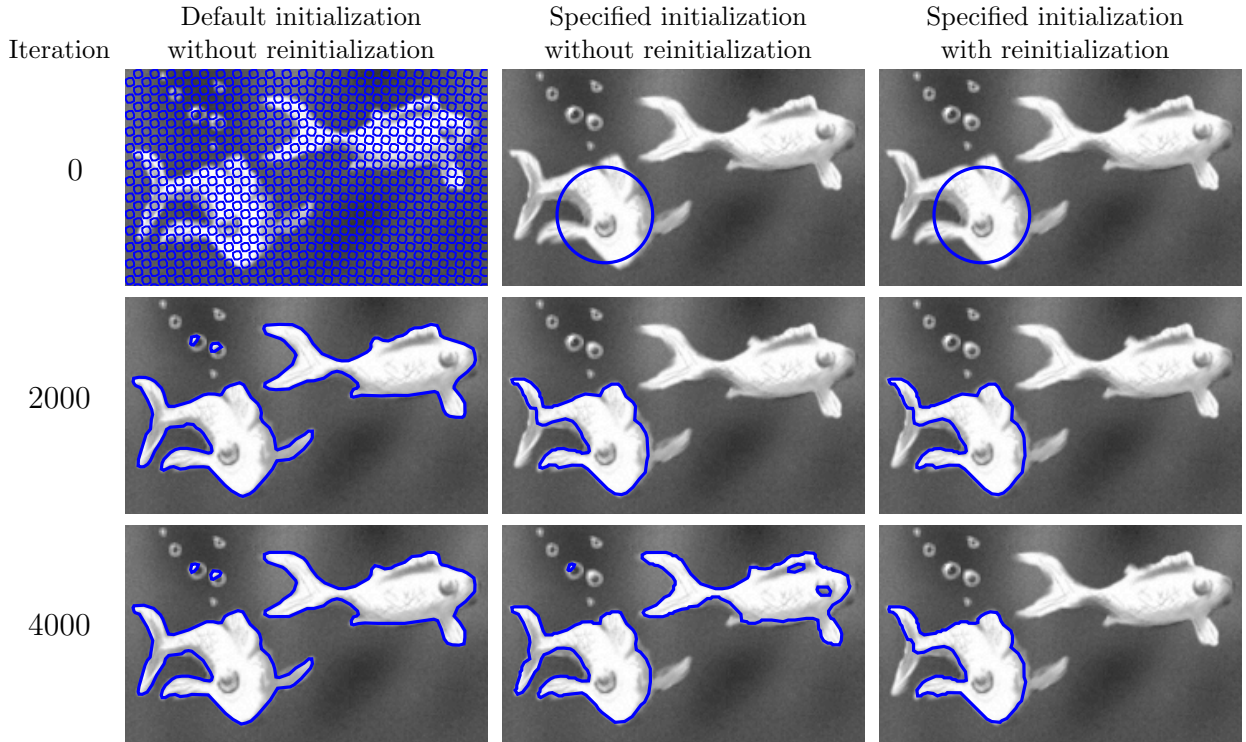 Default initialization
without reinitialization
Specified initialization
without reinitialization
Specified initialization
with reinitialization
Iteration
0
2000
4000